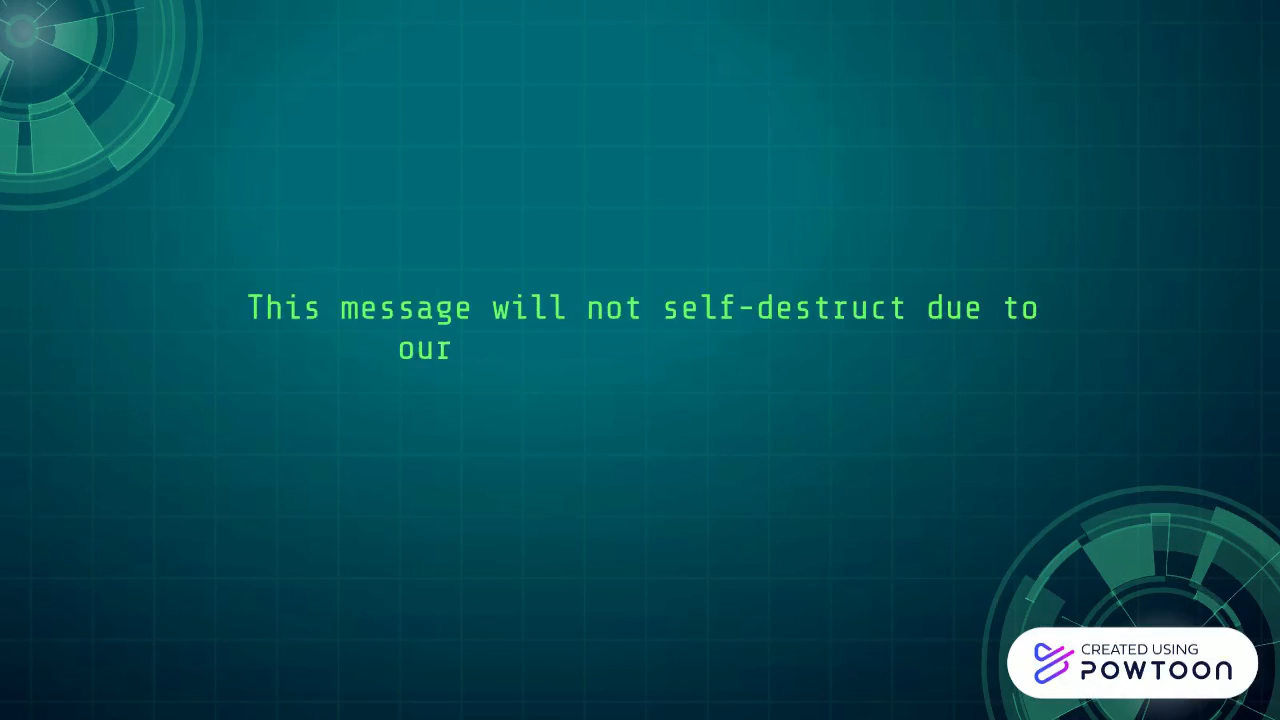 This message will not self-destruct due to
our
CREATED USING
POWTOON